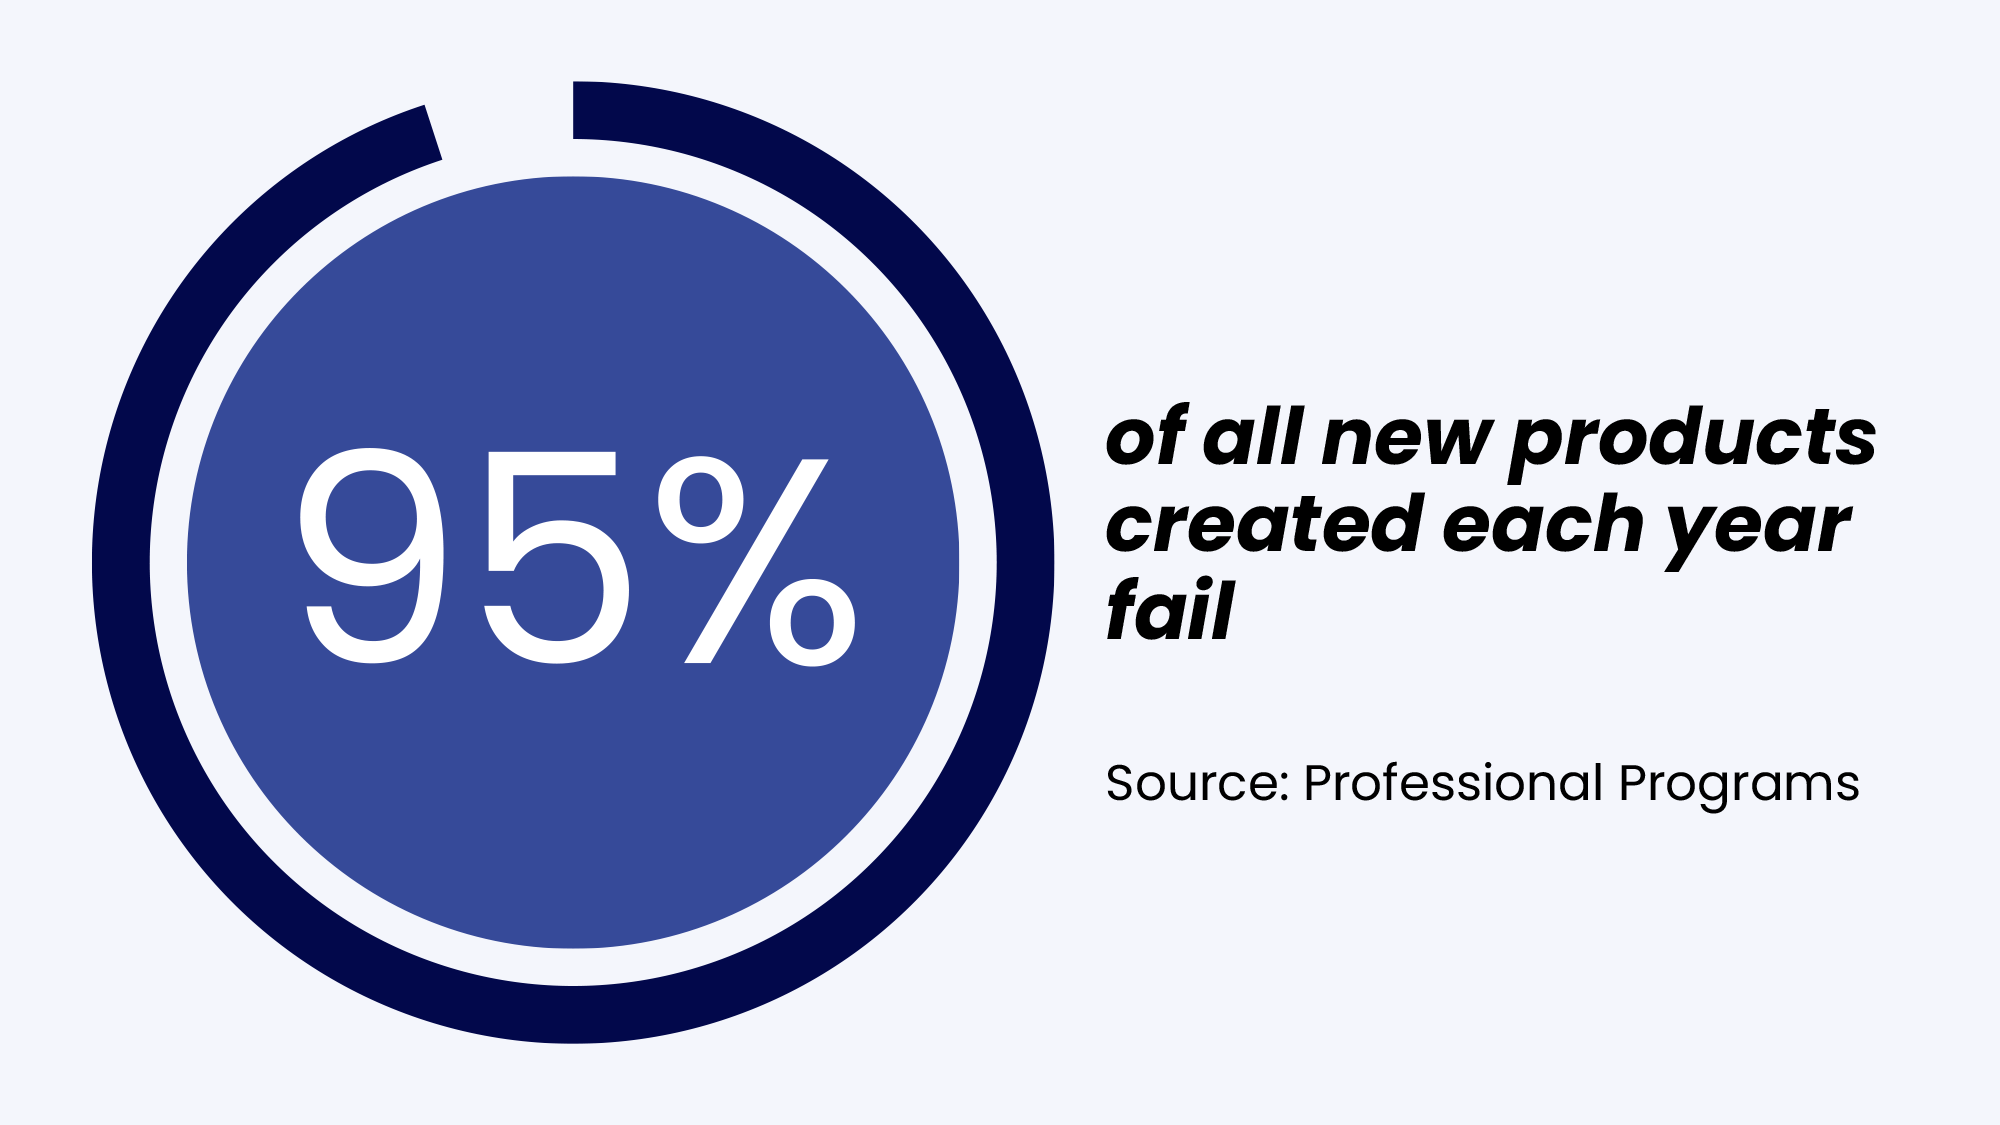 95%
of all new products
created each year
fail
Source: Professional Programs